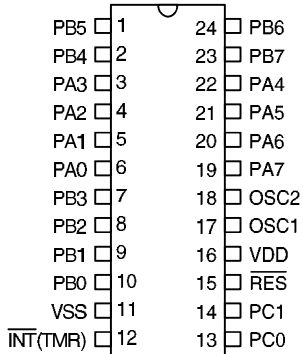 PB5 1 24 PB6
PB4 2 23 PB7
PA3 3 22 PA4
PA2 4 21 PA5
PA1 5 20 PA6
PA0 6 19 PA7
PB3 7 18 OSC2
PB2 8 17 OSC1
PB1 9 16 VDD
PB0 10 15 R̅E̅S̅
VSS 11 14 PC1
I̅N̅T̅(TMR) 12 13 PC0